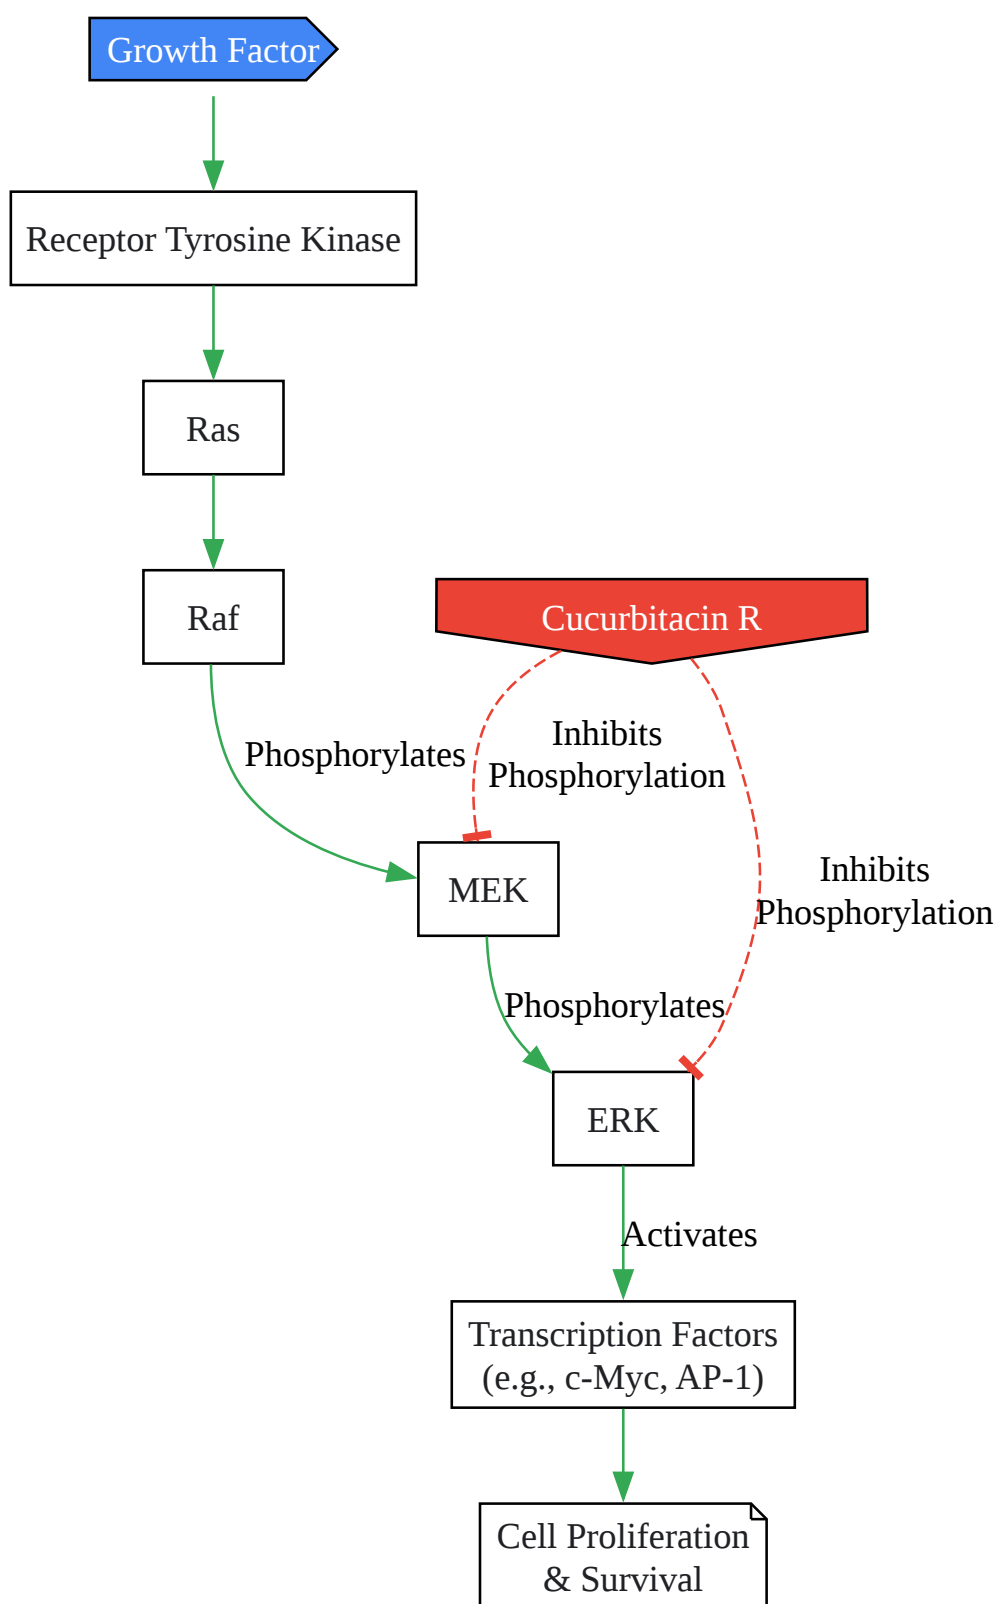 Growth Factor
Receptor Tyrosine Kinase
Ras
Raf
Cucurbitacin R
Phosphorylates
Inhibits
Phosphorylation
MEK
Inhibits
Phosphorylation
Phosphorylates
ERK
Activates
Transcription Factors
(e.g., c-Myc, AP-1)
Cell Proliferation
& Survival